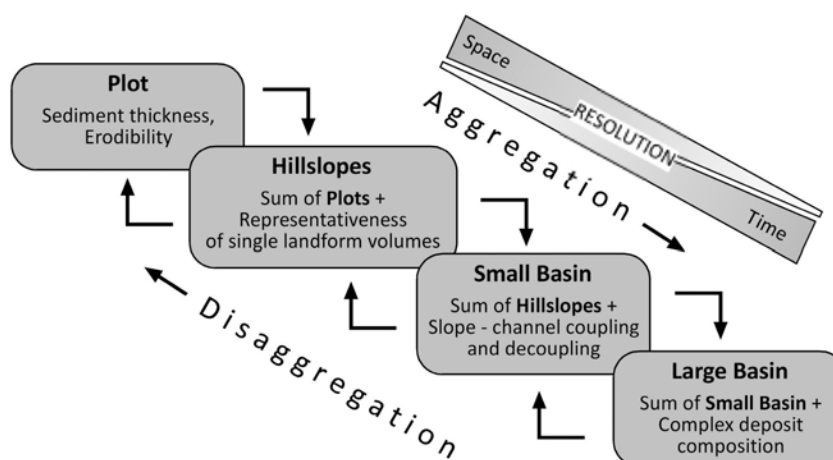 Plot
Sediment thickness,
Erodibility
Hillslopes
Sum of Plots +
Representativeness
of single landform volumes
Small Basin
Sum of Hillslopes +
Slope - channel coupling
and decoupling
Large Basin
Sum of Small Basin +
Complex deposit
composition
Space
RESOLUTION
Time
Aggregation
Disaggregation